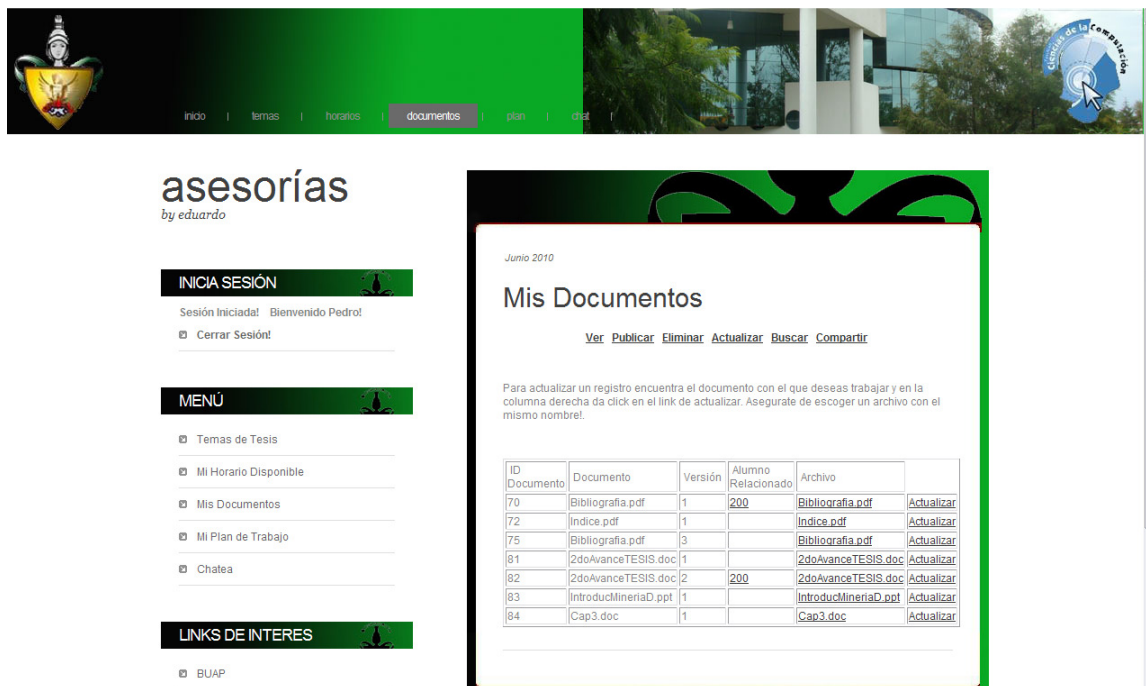 Ciencias de la Computación
inicio | temas | horarios | documentos | plan | chat |
asesorías
by eduardo
INICIA SESIÓN
Sesión Iniciada! Bienvenido Pedro!
Cerrar Sesión!
MENÚ
Temas de Tesis
Mi Horario Disponible
Mis Documentos
Mi Plan de Trabajo
Chatea
LINKS DE INTERES
BUAP
Junio 2010
Mis Documentos
Ver Publicar Eliminar Actualizar Buscar Compartir
Para actualizar un registro encuentra el documento con el que deseas trabajar y en la
columna derecha da click en el link de actualizar. Asegurate de escoger un archivo con el
mismo nombre!.
ID Documento Documento Versión Alumno Relacionado Archivo
70 Bibliografia.pdf 1 200 Bibliografia.pdf Actualizar
72 Indice.pdf 1 Indice.pdf Actualizar
75 Bibliografia.pdf 3 Bibliografia.pdf Actualizar
81 2doAvanceTESIS.doc 1 2doAvanceTESIS.doc Actualizar
82 2doAvanceTESIS.doc 2 200 2doAvanceTESIS.doc Actualizar
83 IntroducMineriaD.ppt 1 IntroducMineriaD.ppt Actualizar
84 Cap3.doc 1 Cap3.doc Actualizar